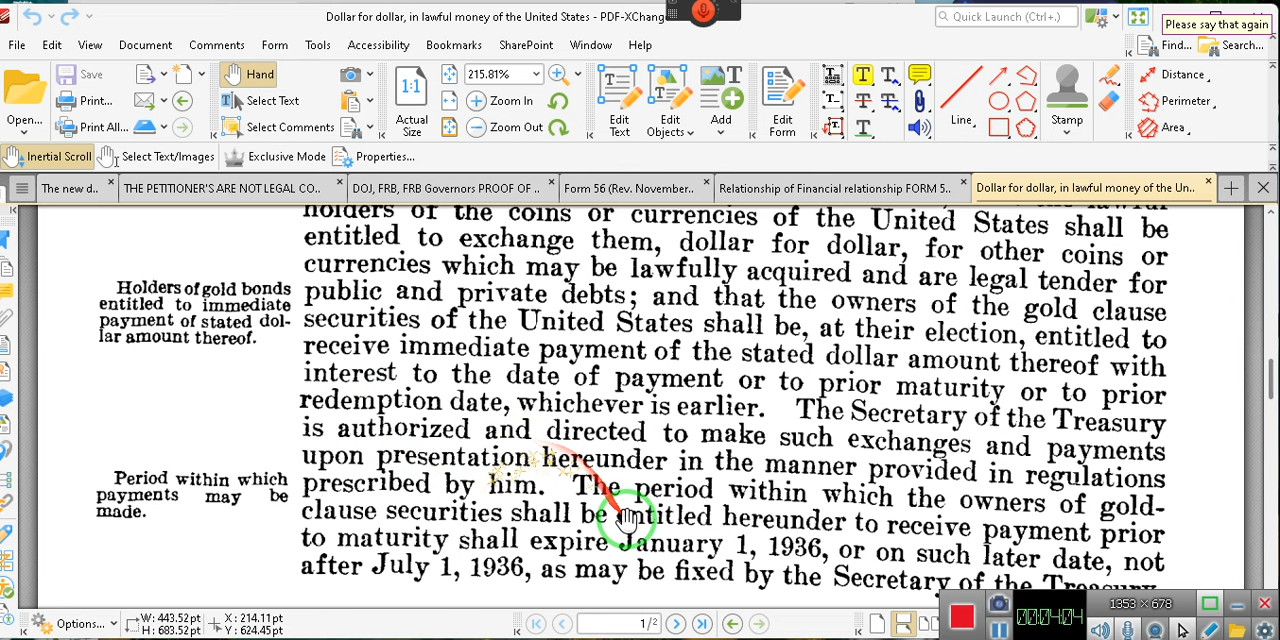 Dollar for dollar, in lawful money of the United States - PDF-XChang
Quick Launch (Ctrl+.)
Please say that again
File Edit View Document Comments Form Tools Accessibility Bookmarks SharePoint Window Help
Find...
Search...
Open...
Save
Print...
Print All...
Hand
Select Text
Select Comments
1:1
Actual Size
215.81%
Zoom In
Zoom Out
Edit Text
Edit Objects
Add
Edit Form
Line
Stamp
Distance
Perimeter
Area
Inertial Scroll
Select Text/Images
Exclusive Mode
Properties...
The new d..
THE PETITIONER'S ARE NOT LEGAL CO..
DOJ, FRB, FRB Governors PROOF OF ..
Form 56 (Rev. November..
Relationship of Financial relationship FORM 5..
Dollar for dollar, in lawful money of the Un..
holders of the coins or currencies of the United States shall be
entitled to exchange them, dollar for dollar, for other coins or
currencies which may be lawfully acquired and are legal tender for
public and private debts; and that the owners of the gold clause
securities of the United States shall be, at their election, entitled to
receive immediate payment of the stated dollar amount thereof with
interest to the date of payment or to prior maturity or to prior
redemption date, whichever is earlier. The Secretary of the Treasury
is authorized and directed to make such exchanges and payments
upon presentation hereunder in the manner provided in regulations
prescribed by him. The period within which the owners of gold-
clause securities shall be entitled hereunder to receive payment prior
to maturity shall expire January 1, 1936, or on such later date, not
after July 1, 1936, as may be fixed by the Secretary of the Treasury
Holders of gold bonds
entitled to immediate
payment of stated dol-
lar amount thereof.
Period within which
payments may be
made.
Options...
W: 443.52pt
H: 683.52pt
X: 214.11pt
Y: 624.45pt
1/2
00:04:04
1353 × 678